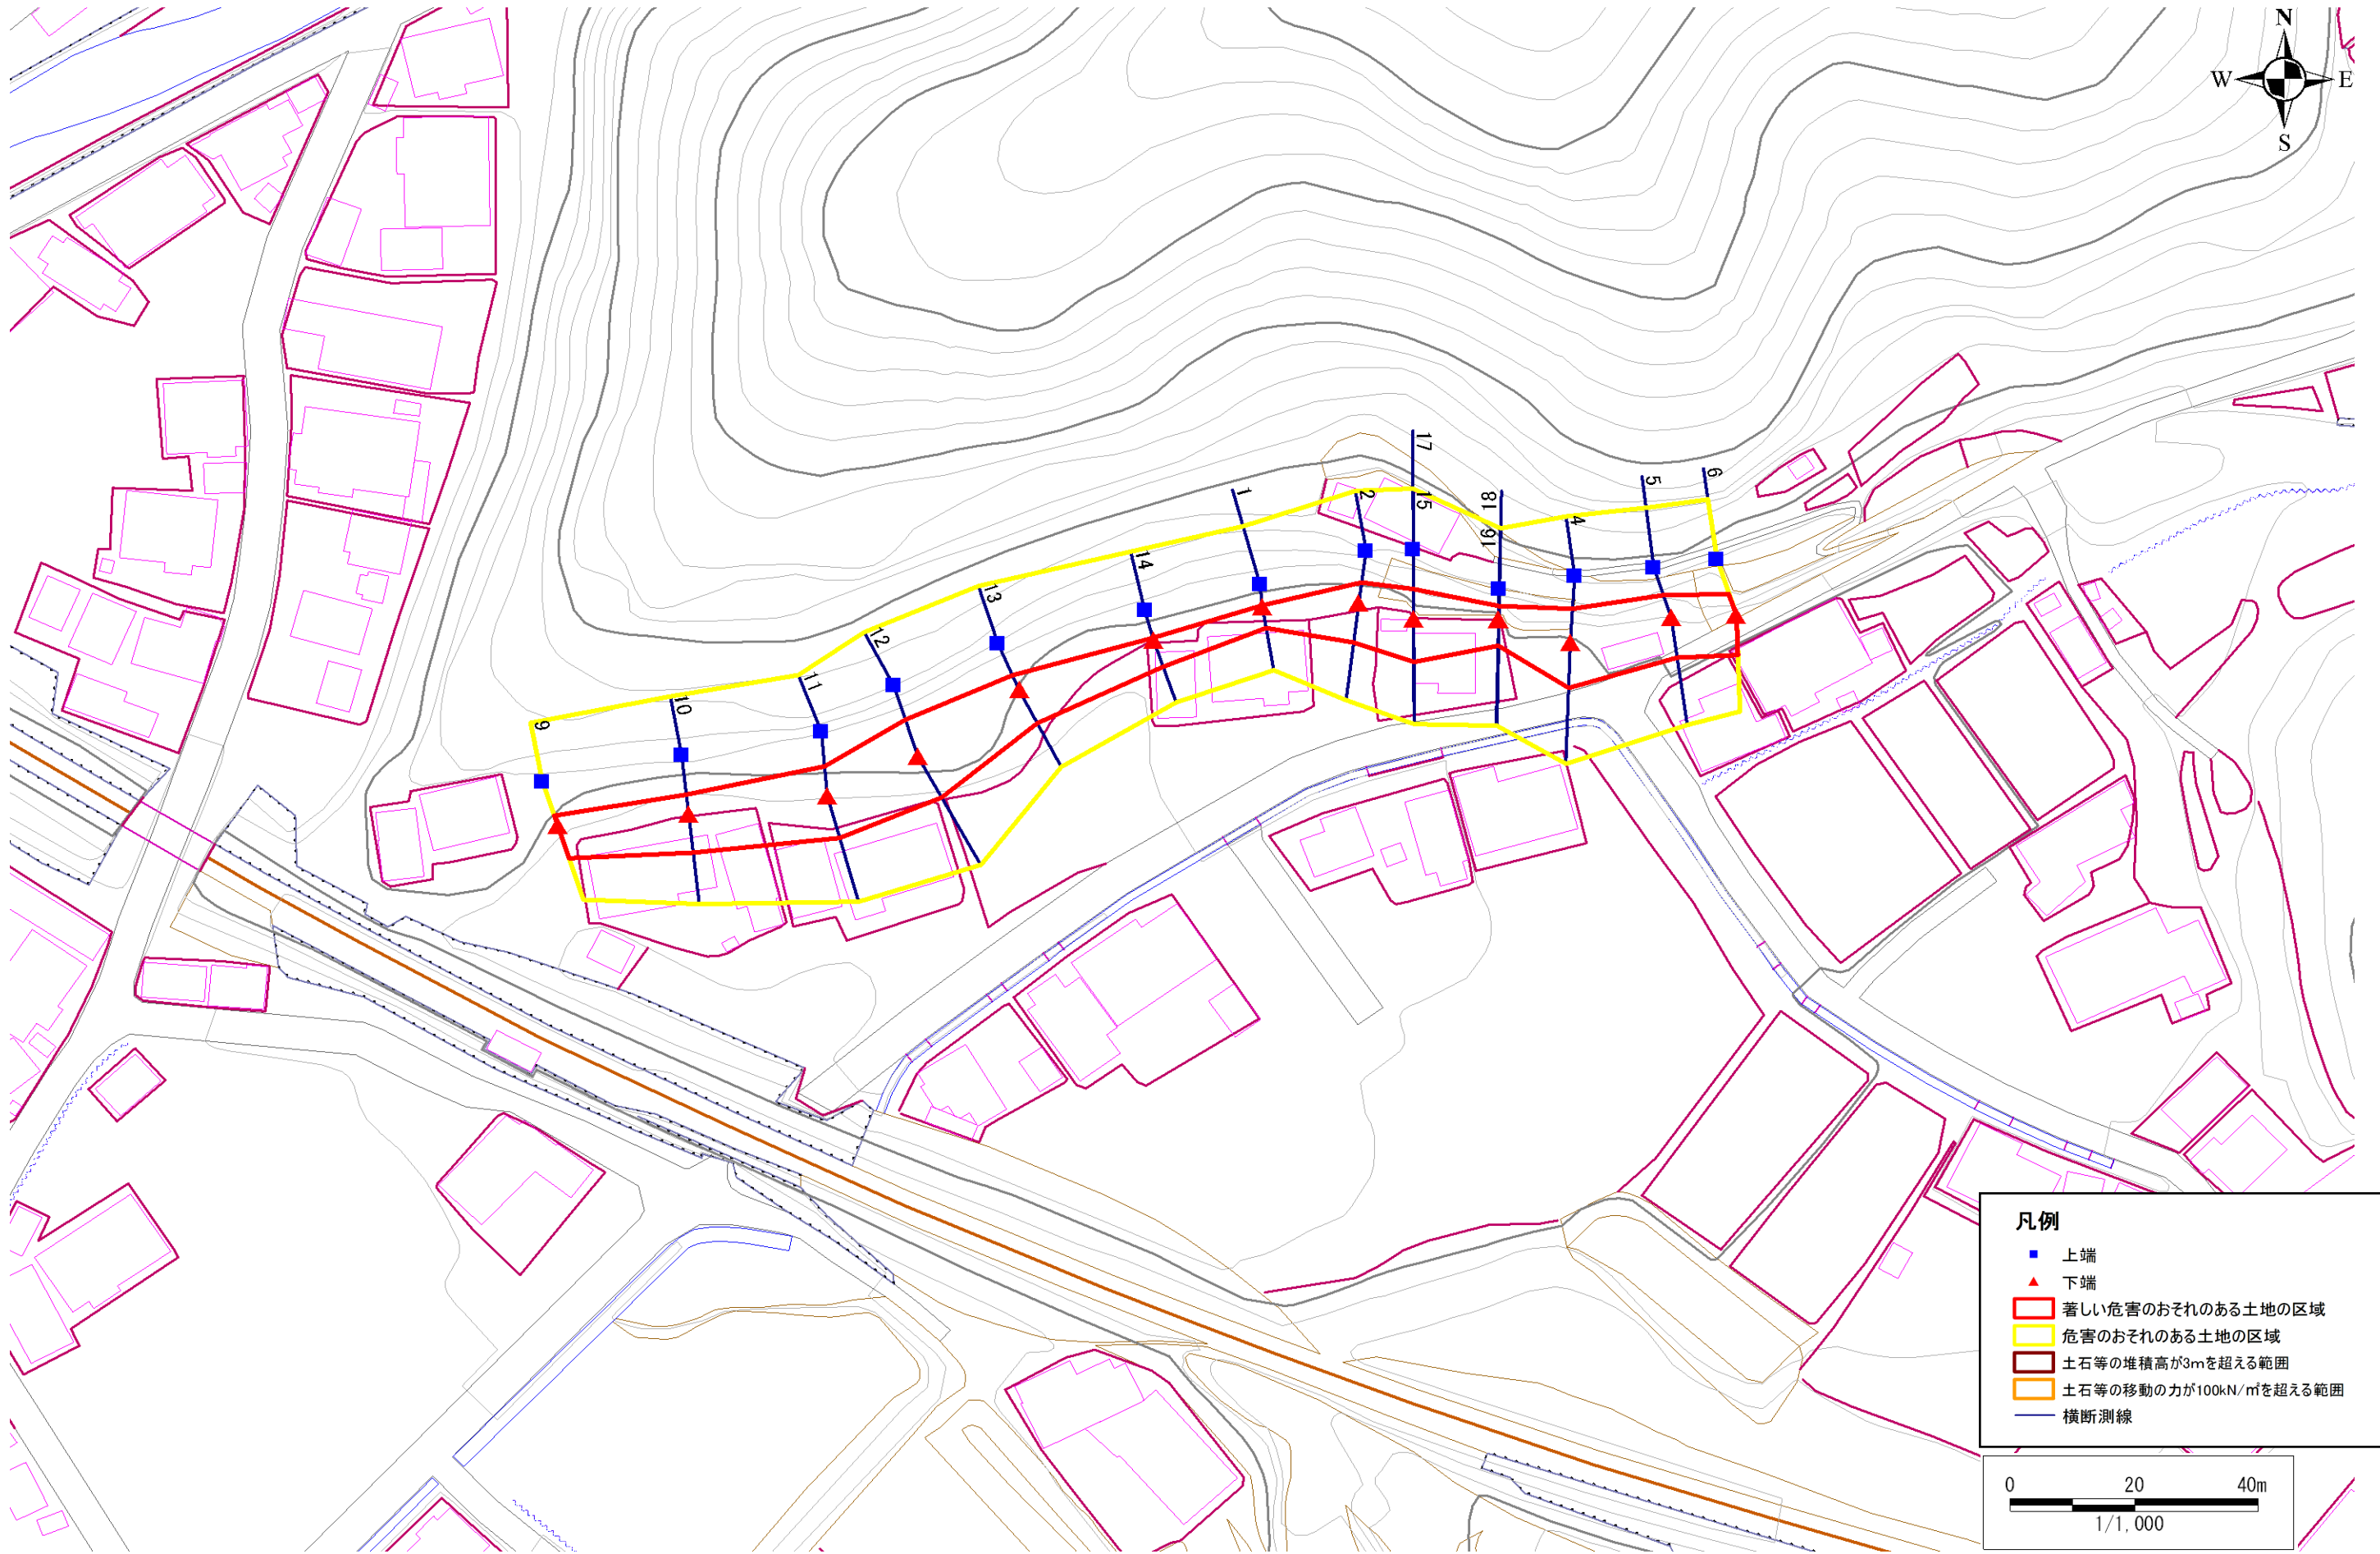 N
W E
S
17
1
2
15
18
16
4
5
6
14
13
12
11
10
9
凡例
上端
下端
著しい危害のおそれのある土地の区域
危害のおそれのある土地の区域
土石等の堆積高が3mを超える範囲
土石等の移動の力が100kN/㎡を超える範囲
横断測線
0 20 40m
1/1,000